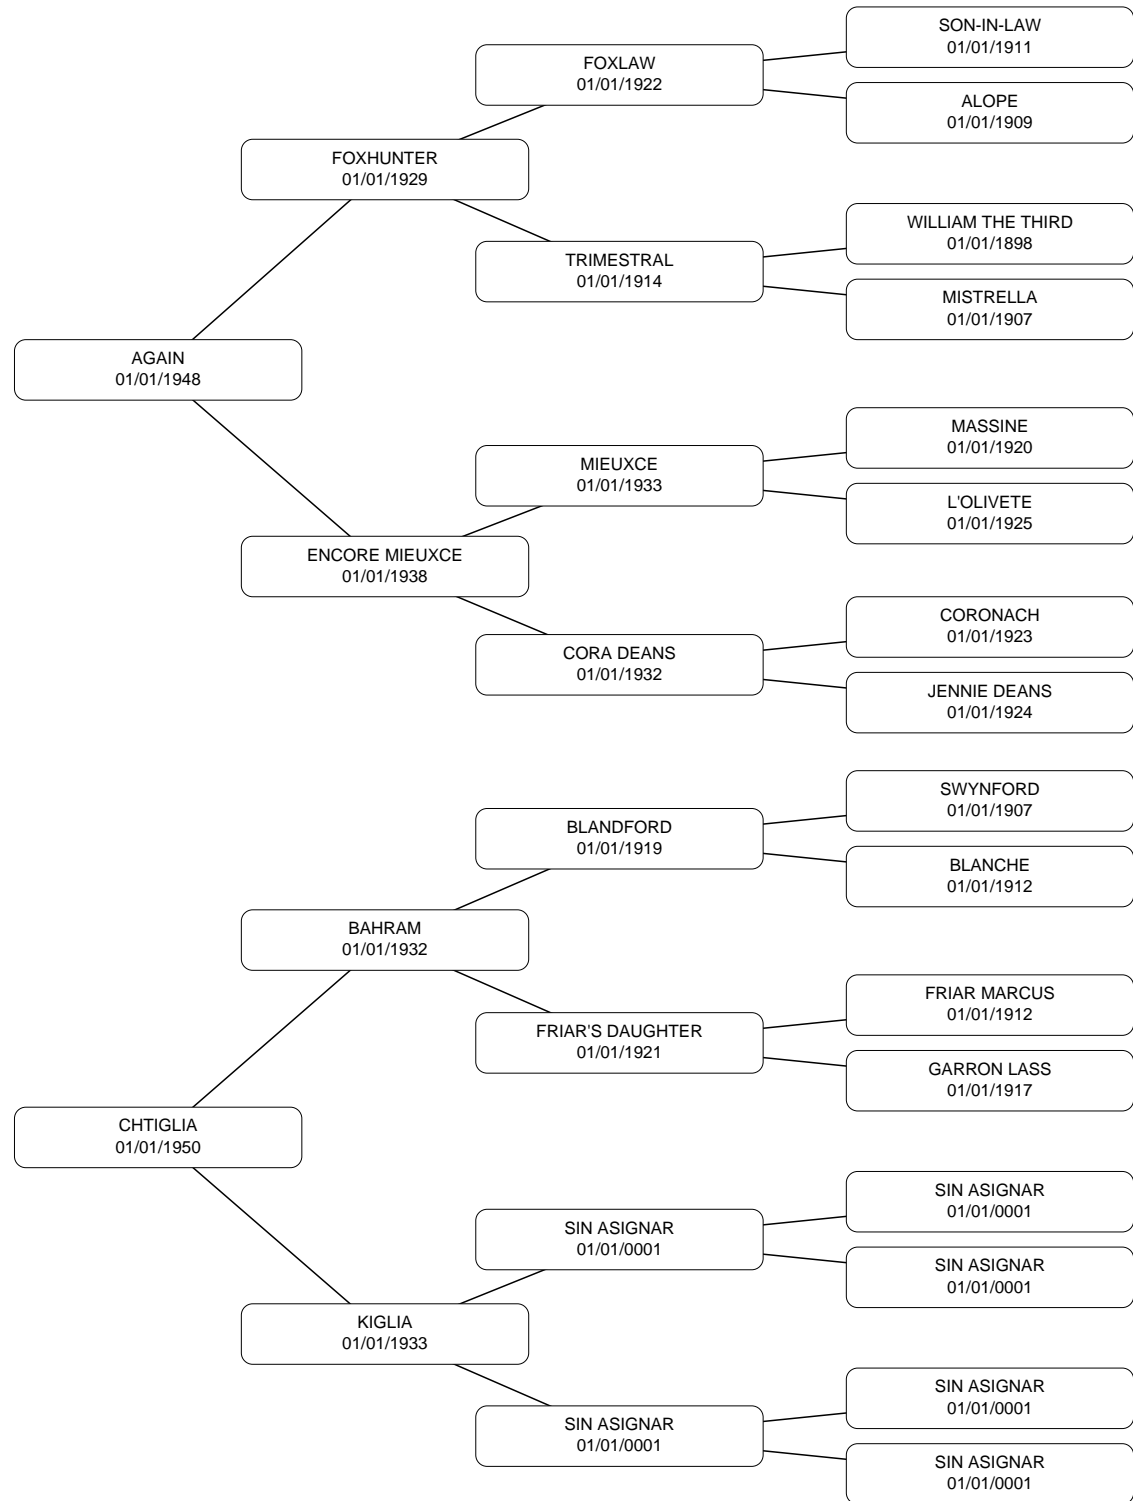 SON-IN-LAW
01/01/1911
FOXLAW
01/01/1922
ALOPE
01/01/1909
FOXHUNTER
01/01/1929
WILLIAM THE THIRD
01/01/1898
TRIMESTRAL
01/01/1914
MISTRELLA
01/01/1907
AGAIN
01/01/1948
MASSINE
01/01/1920
MIEUXCE
01/01/1933
L'OLIVETE
01/01/1925
ENCORE MIEUXCE
01/01/1938
CORONACH
01/01/1923
CORA DEANS
01/01/1932
JENNIE DEANS
01/01/1924
SWYNFORD
01/01/1907
BLANDFORD
01/01/1919
BLANCHE
01/01/1912
BAHRAM
01/01/1932
FRIAR MARCUS
01/01/1912
FRIAR'S DAUGHTER
01/01/1921
GARRON LASS
01/01/1917
CHTIGLIA
01/01/1950
SIN ASIGNAR
01/01/0001
SIN ASIGNAR
01/01/0001
SIN ASIGNAR
01/01/0001
KIGLIA
01/01/1933
SIN ASIGNAR
01/01/0001
SIN ASIGNAR
01/01/0001
SIN ASIGNAR
01/01/0001